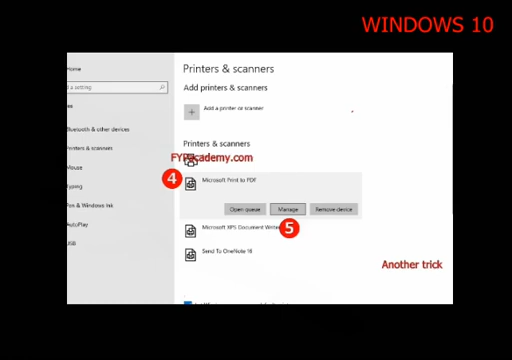 WINDOWS 10
Home
d a setting
Printers & scanners
Add printers & scanners
Add a printer or scanner
Bluetooth & other devices
Printers & scanners
Printers & scanners
FYPAcademy.com
Mouse
4
Microsoft Print to PDF
Typing
Pen & Windows Ink
Open queue
Manage
Remove device
AutoPlay
Microsoft XPS Document Writer
5
USB
Send To OneNote 16
Another trick